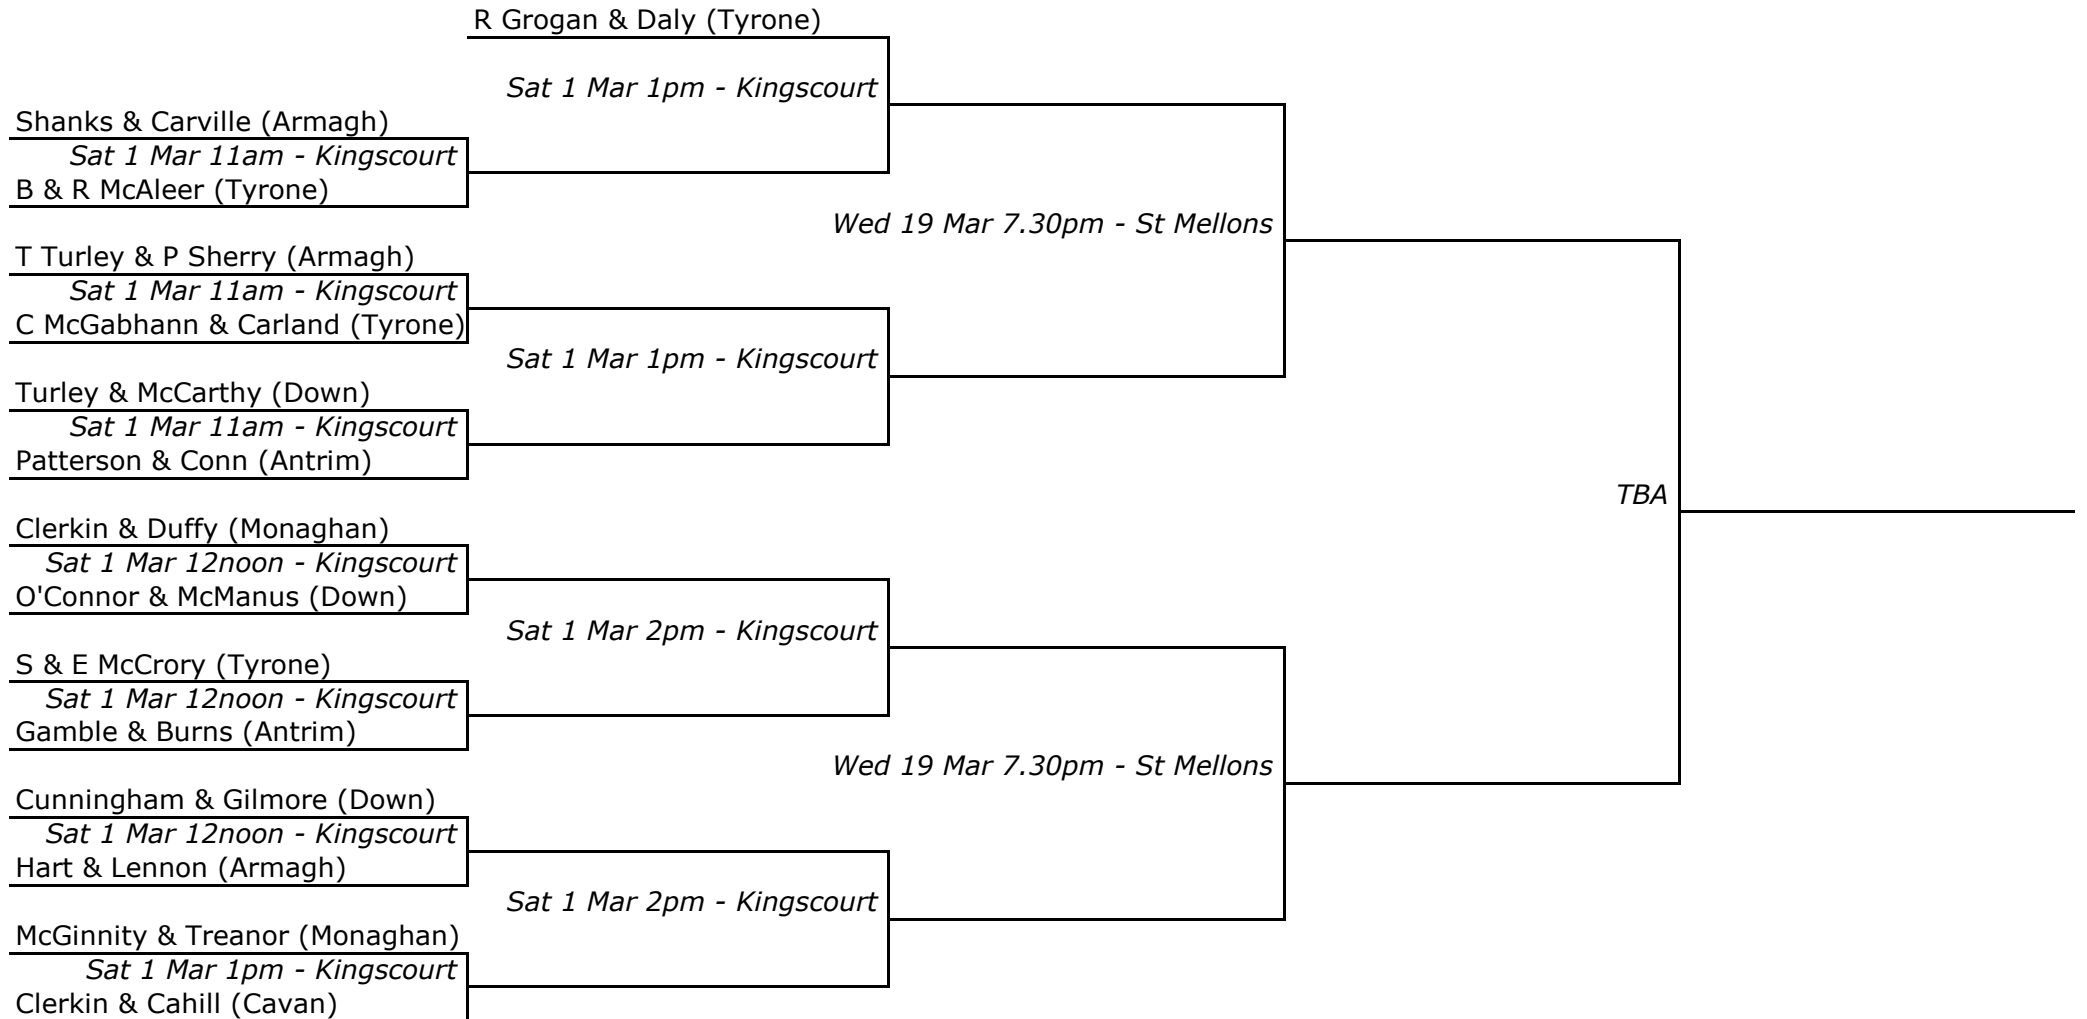 R Grogan & Daly (Tyrone)
Sat 1 Mar 1pm - Kingscourt
Shanks & Carville (Armagh)
Sat 1 Mar 11am - Kingscourt
B & R McAleer (Tyrone)
Wed 19 Mar 7.30pm - St Mellons
T Turley & P Sherry (Armagh)
Sat 1 Mar 11am - Kingscourt
C McGabhann & Carland (Tyrone)
Sat 1 Mar 1pm - Kingscourt
Turley & McCarthy (Down)
Sat 1 Mar 11am - Kingscourt
Patterson & Conn (Antrim)
TBA
Clerkin & Duffy (Monaghan)
Sat 1 Mar 12noon - Kingscourt
O'Connor & McManus (Down)
Sat 1 Mar 2pm - Kingscourt
S & E McCrory (Tyrone)
Sat 1 Mar 12noon - Kingscourt
Gamble & Burns (Antrim)
Wed 19 Mar 7.30pm - St Mellons
Cunningham & Gilmore (Down)
Sat 1 Mar 12noon - Kingscourt
Hart & Lennon (Armagh)
Sat 1 Mar 2pm - Kingscourt
McGinnity & Treanor (Monaghan)
Sat 1 Mar 1pm - Kingscourt
Clerkin & Cahill (Cavan)